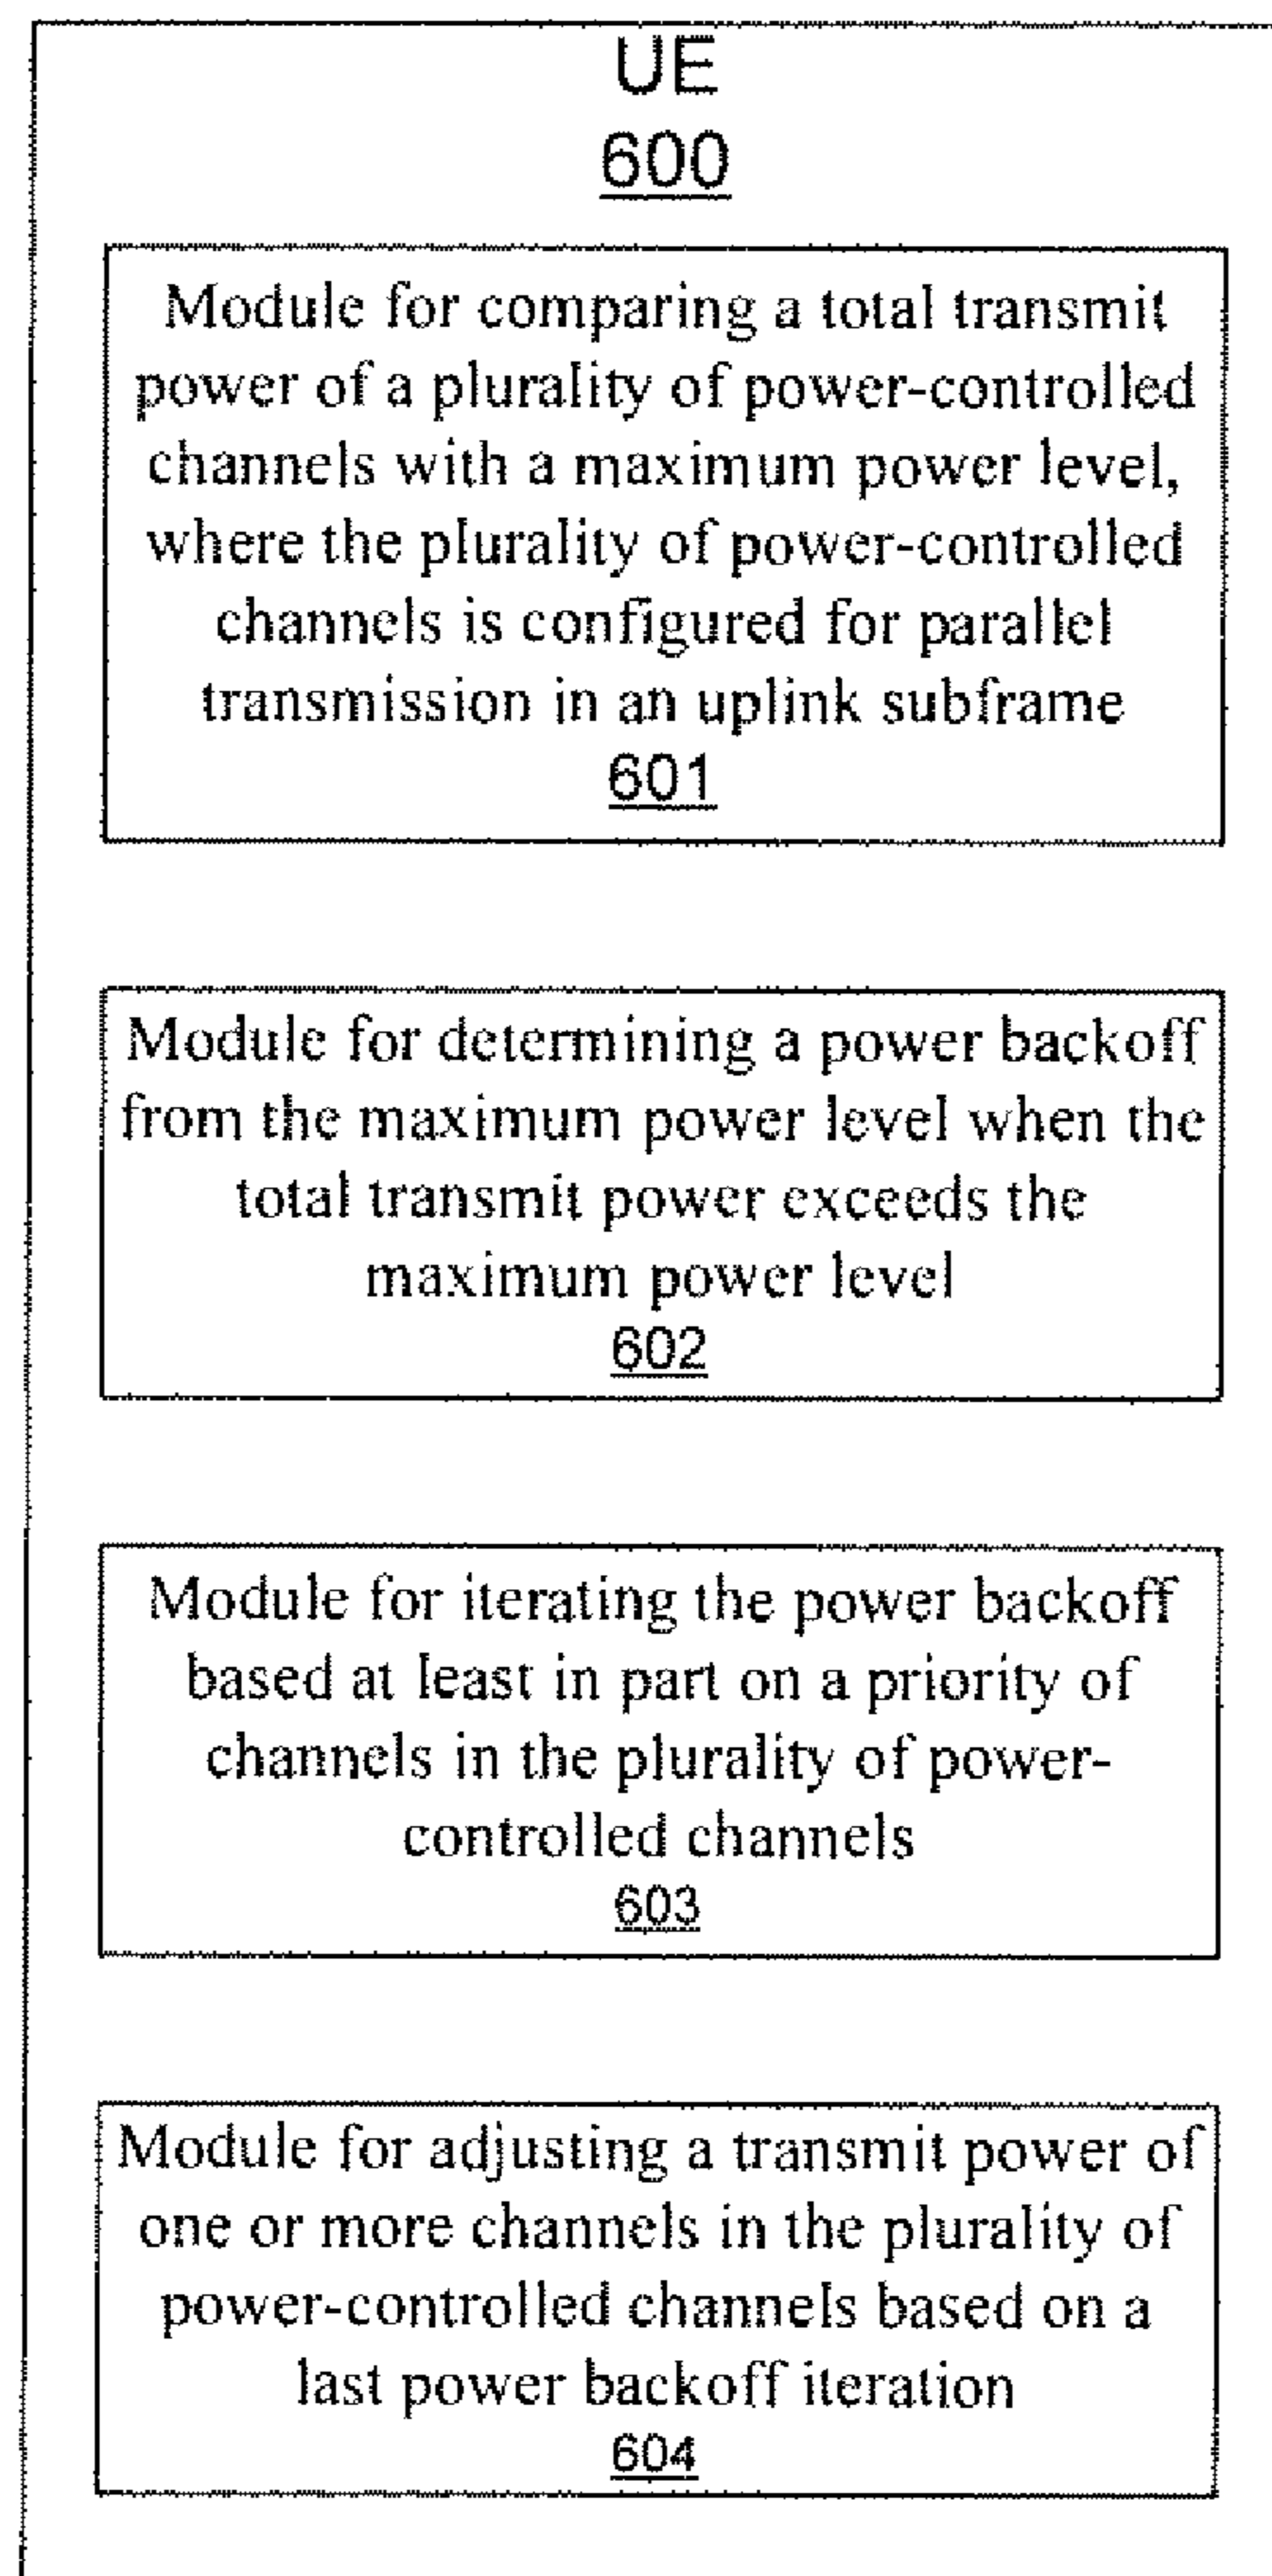 UE
600
Module for comparing a total transmit
power of a plurality of power-controlled
channels with a maximum power level,
where the plurality of power-controlled
channels is configured for parallel
transmission in an uplink subframe
601
Module for determining a power backoff
from the maximum power level when the
total transmit power exceeds the
maximum power level
602
Module for iterating the power backoff
based at least in part on a priority of
channels in the plurality of power-
controlled channels
603
Module for adjusting a transmit power of
one or more channels in the plurality of
power-controlled channels based on a
last power backoff iteration
604